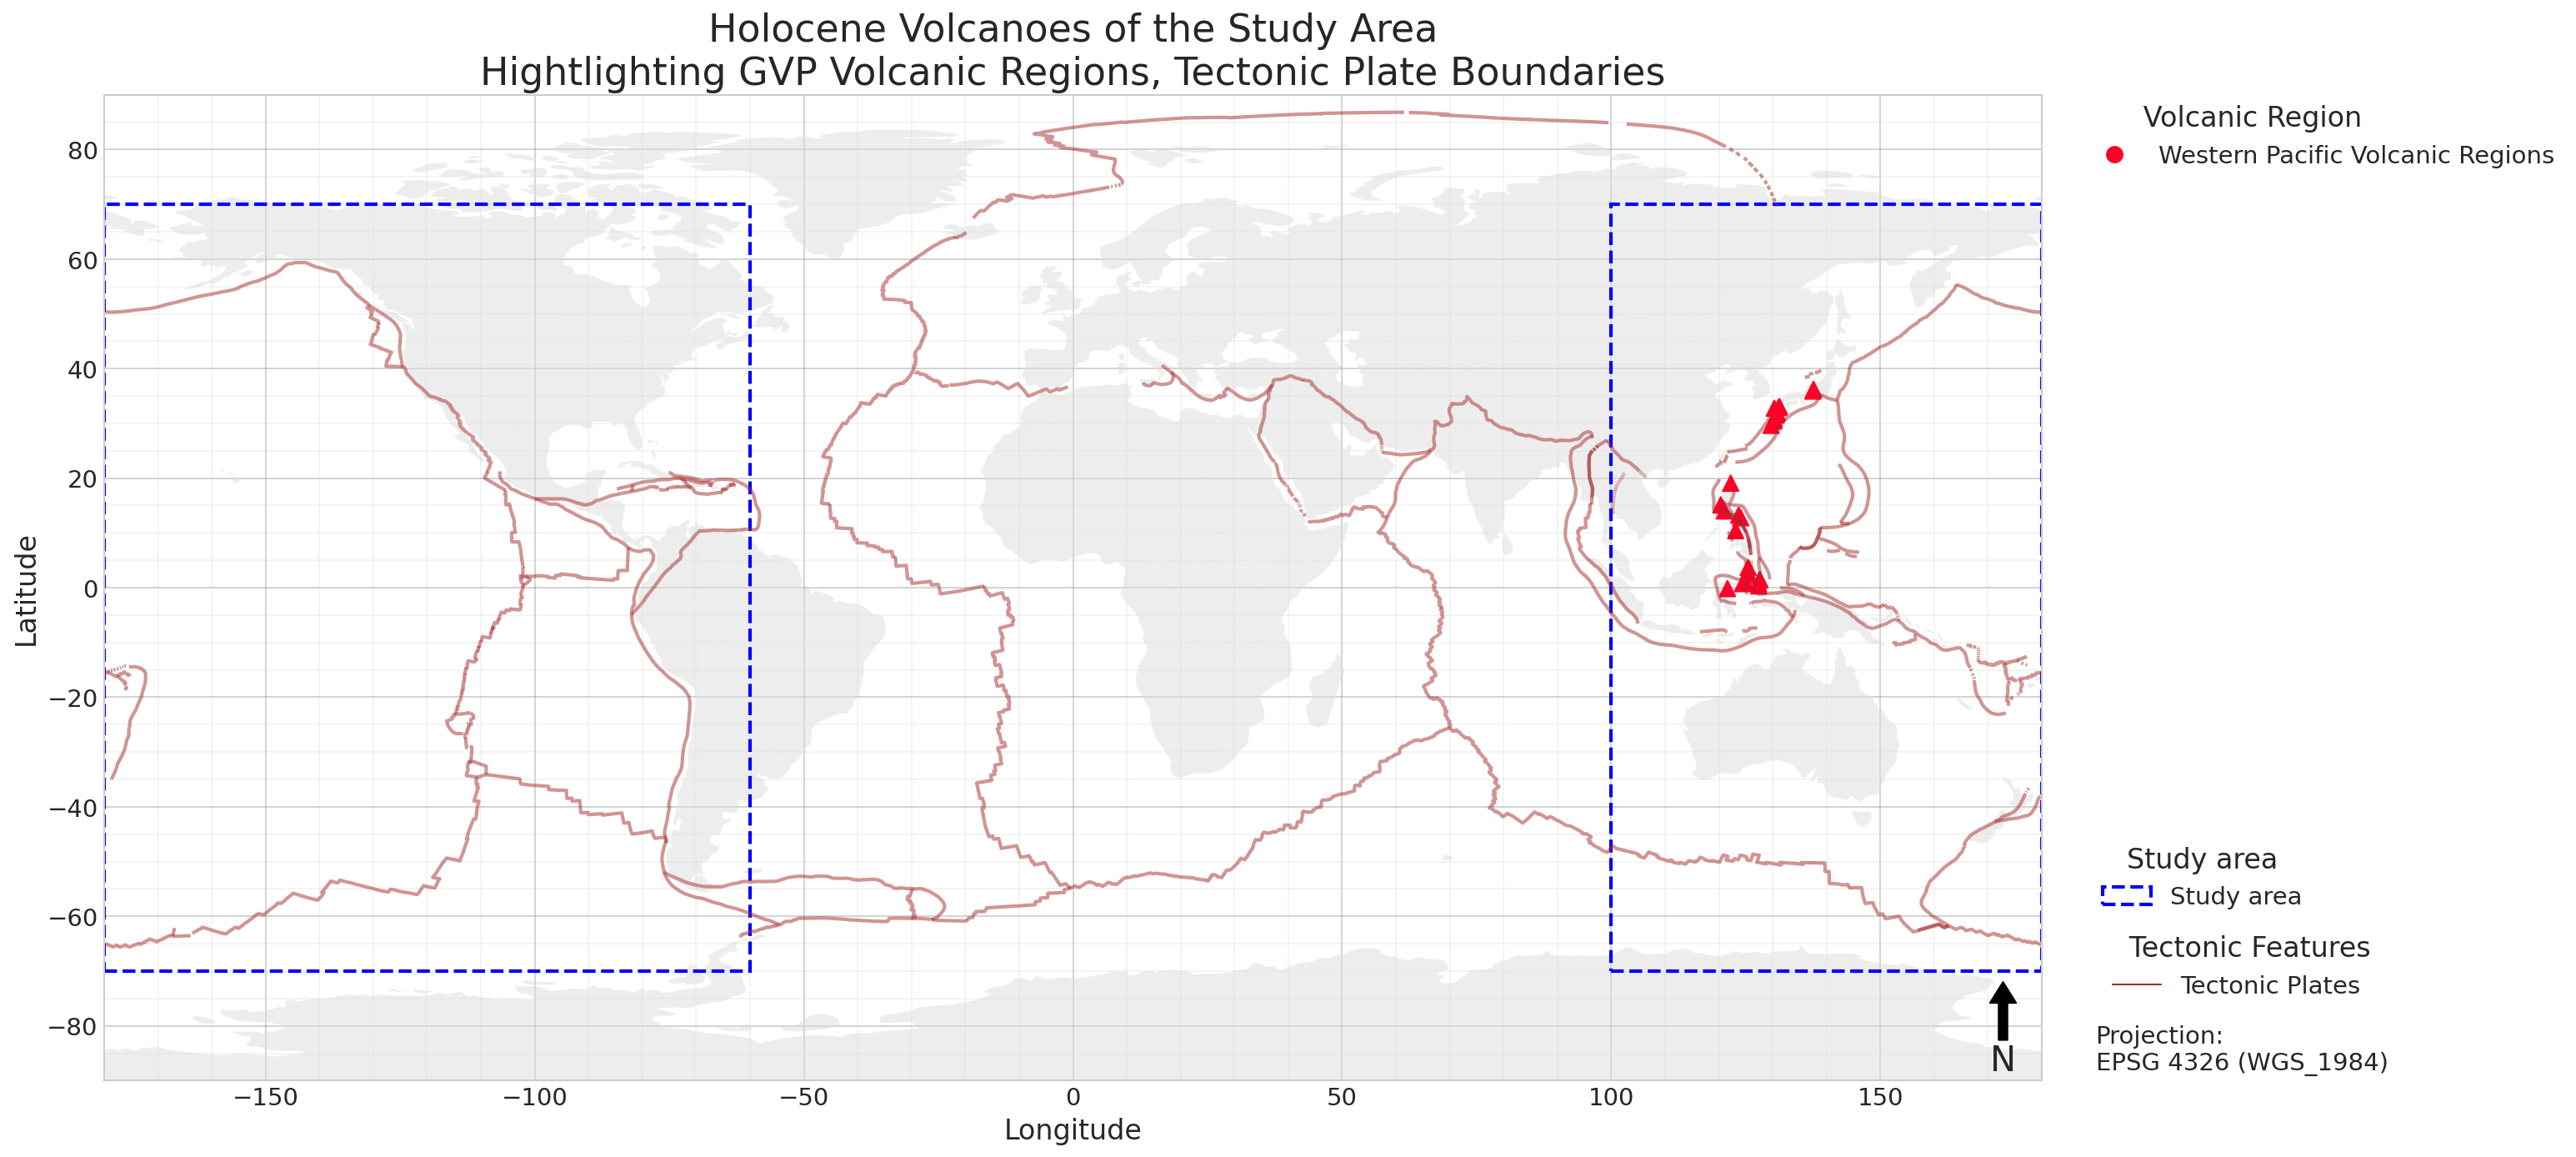 Holocene Volcanoes of the Study Area
Hightlighting GVP Volcanic Regions, Tectonic Plate Boundaries
Volcanic Region
Western Pacific Volcanic Regions
80
60
40
20
0
−20
−40
−60
−80
Latitude
−150
−100
−50
0
50
100
150
Longitude
N
Study area
Study area
Tectonic Features
Tectonic Plates
Projection:
EPSG 4326 (WGS_1984)